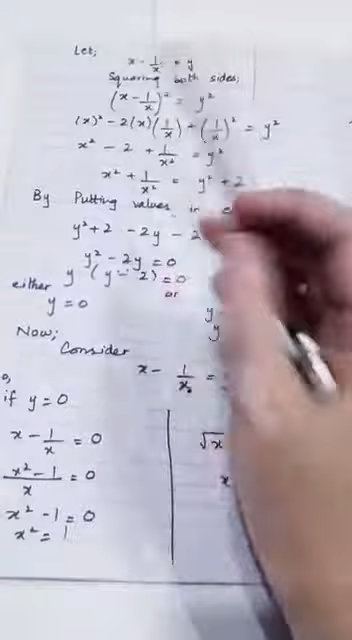 Let;
x - 1/x = y
Squaring both sides;
(x - 1/x)² = y²
(x)² - 2(x)(1/x) + (1/x)² = y²
x² - 2 + 1/x² = y²
x² + 1/x² = y² + 2
By Putting values in
y² + 2 - 2y - 2
y² - 2y = 0
y (y - 2) = 0
either
or
y = 0
y
y
Now;
Consider
x - 1/x =
if y = 0
x - 1/x = 0
√x
x² - 1/x = 0
x
x² - 1 = 0
x² = 1